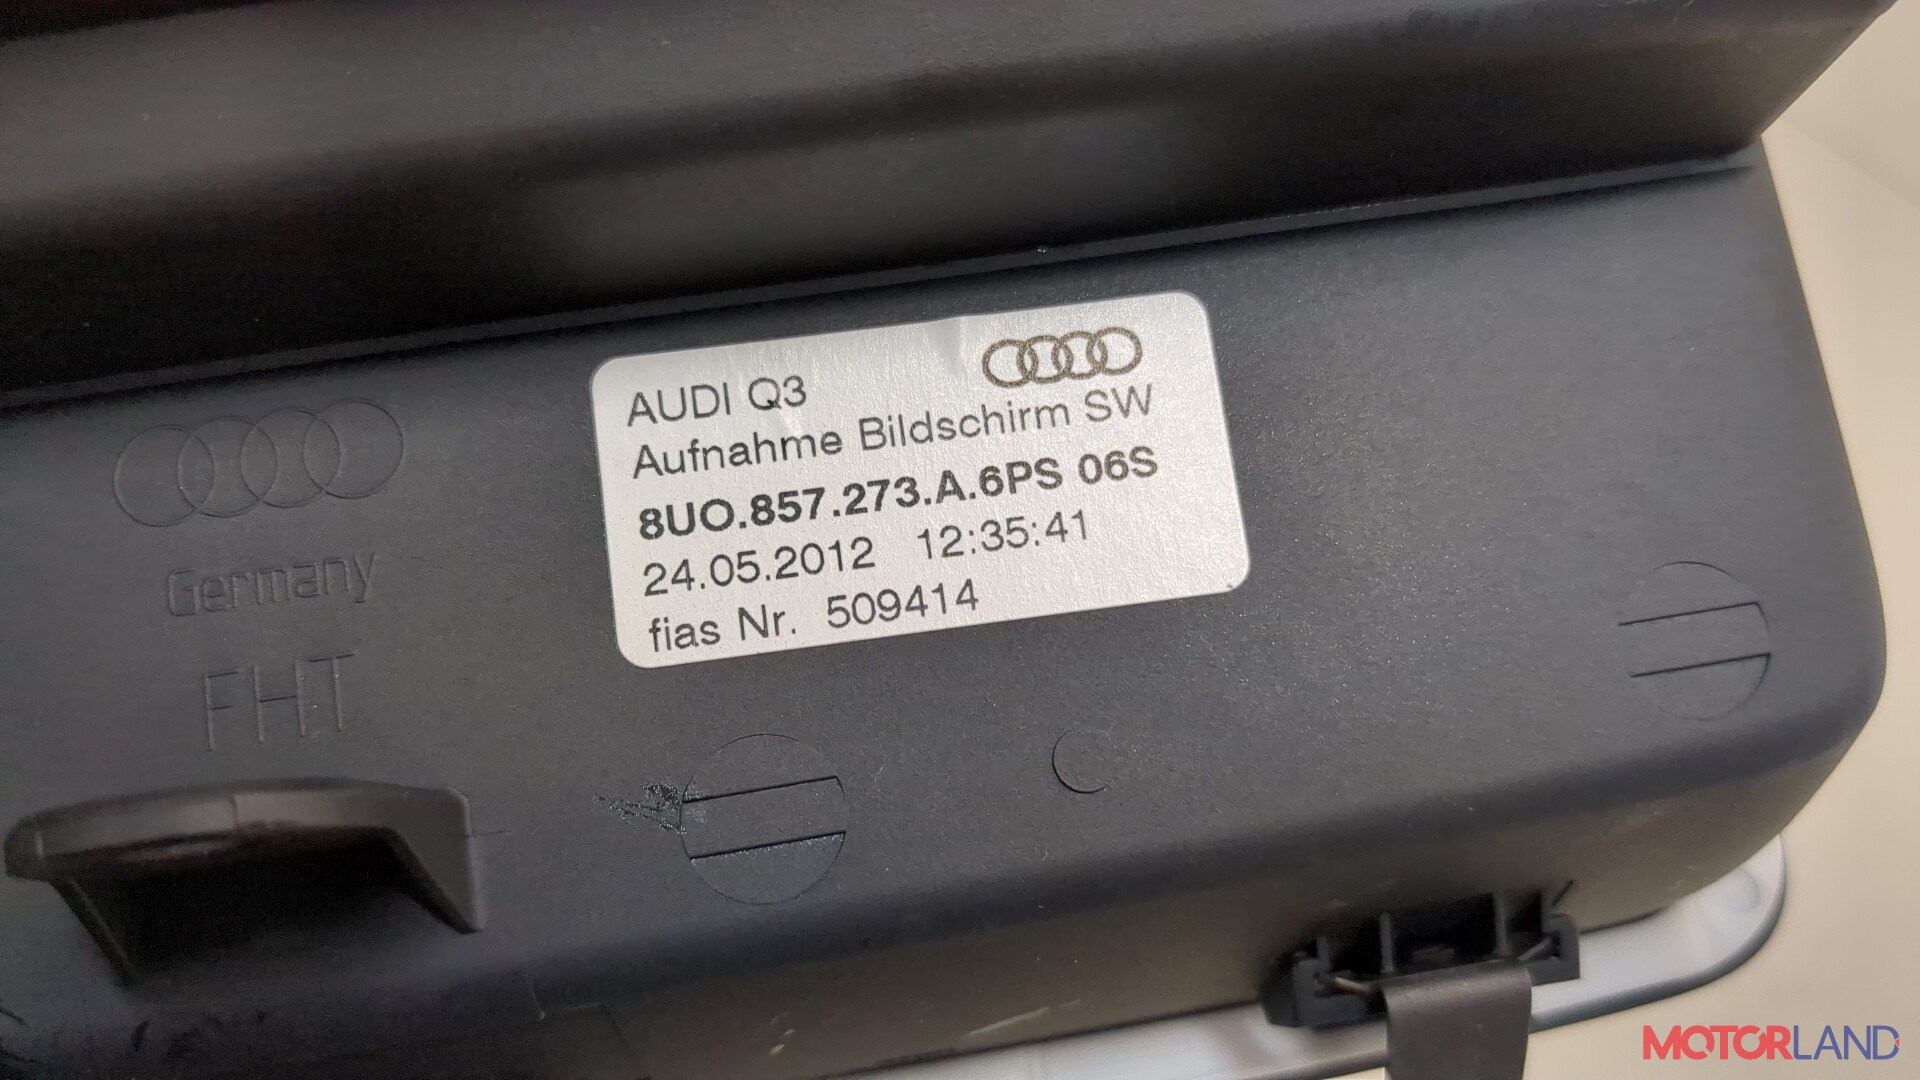 AUDI Q3
Aufnahme Bildschirm SW
8UO.857.273.A.6PS 06S
24.05.2012 12:35:41
fias Nr. 509414
Germany
FHT
MOTORLAND